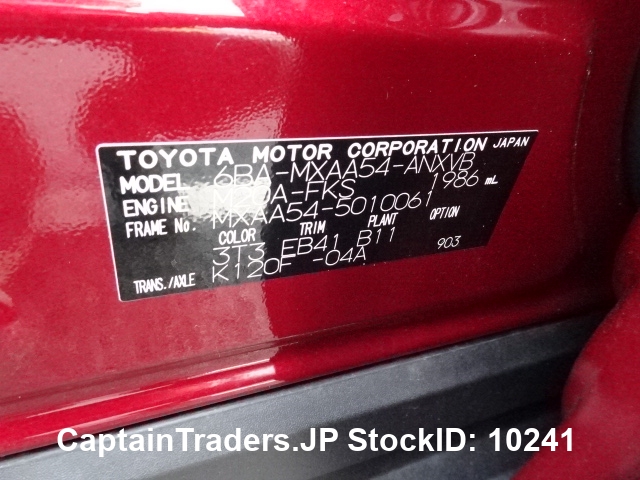 TOYOTA MOTOR CORPORATION JAPAN
MODEL 6BA-MXAA54-ANXVB
ENGINE M20A-FKS 1986 mL
FRAME No. MXAA54-5010061
COLOR TRIM PLANT OPTION
3T3 EB41 B11 903
TRANS./AXLE K120F -04A
CaptainTraders.JP StockID: 10241